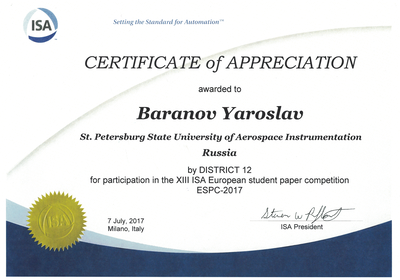 ISA
Setting the Standard for Automation™
CERTIFICATE of APPRECIATION
awarded to
Baranov Yaroslav
St. Petersburg State University of Aerospace Instrumentation
Russia
by DISTRICT 12
for participation in the XIII ISA European student paper competition
ESPC-2017
ISA
7 July, 2017
Milano, Italy
ISA President